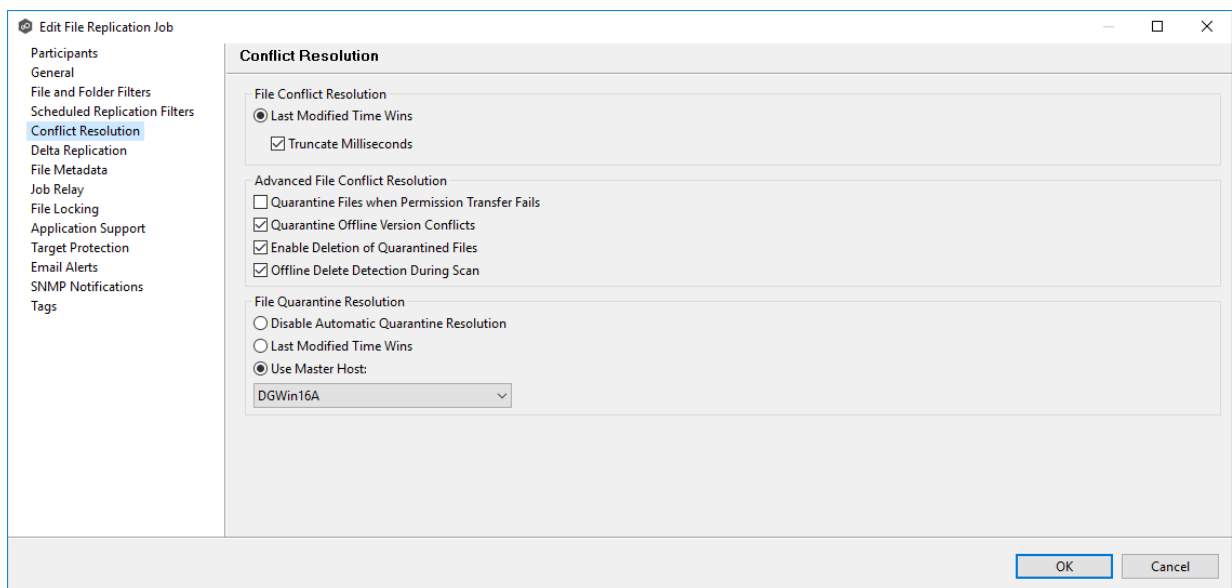 Edit File Replication Job
Participants
General
File and Folder Filters
Scheduled Replication Filters
Conflict Resolution
Delta Replication
File Metadata
Job Relay
File Locking
Application Support
Target Protection
Email Alerts
SNMP Notifications
Tags
Conflict Resolution
File Conflict Resolution
Last Modified Time Wins
Truncate Milliseconds
Advanced File Conflict Resolution
Quarantine Files when Permission Transfer Fails
Quarantine Offline Version Conflicts
Enable Deletion of Quarantined Files
Offline Delete Detection During Scan
File Quarantine Resolution
Disable Automatic Quarantine Resolution
Last Modified Time Wins
Use Master Host:
DGWin16A
OK
Cancel